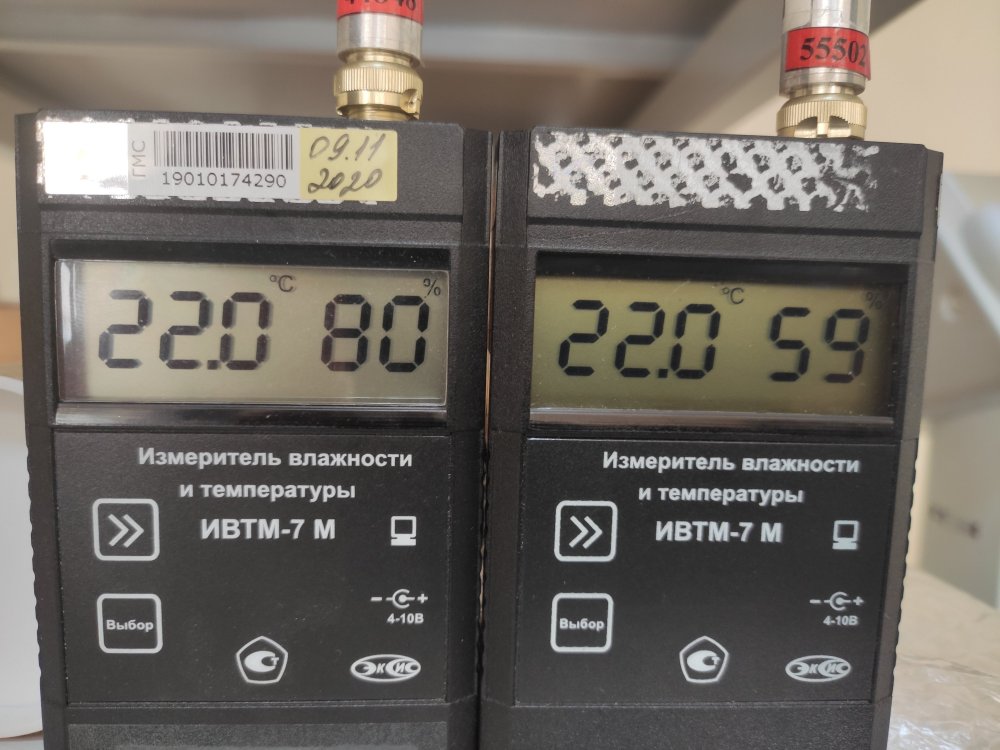 55502
ГМС
19010174290
09.11
2020
22.0 °C 80 %
22.0 °C 59 %
Измеритель влажности
и температуры
ИВТМ-7 М
4-10В
Выбор
ЭКСИС
Измеритель влажности
и температуры
ИВТМ-7 М
4-10В
Выбор
ЭКСИС